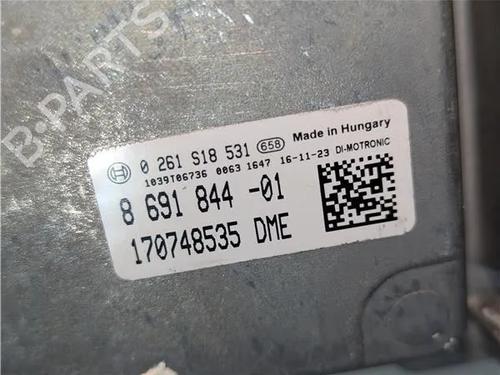 B-PARTS
0 261 S18 531 658 Made in Hungary
1039T06736 0063 1647 16-11-23 DI-MOTRONIC
8 691 844 -01
170748535 DME